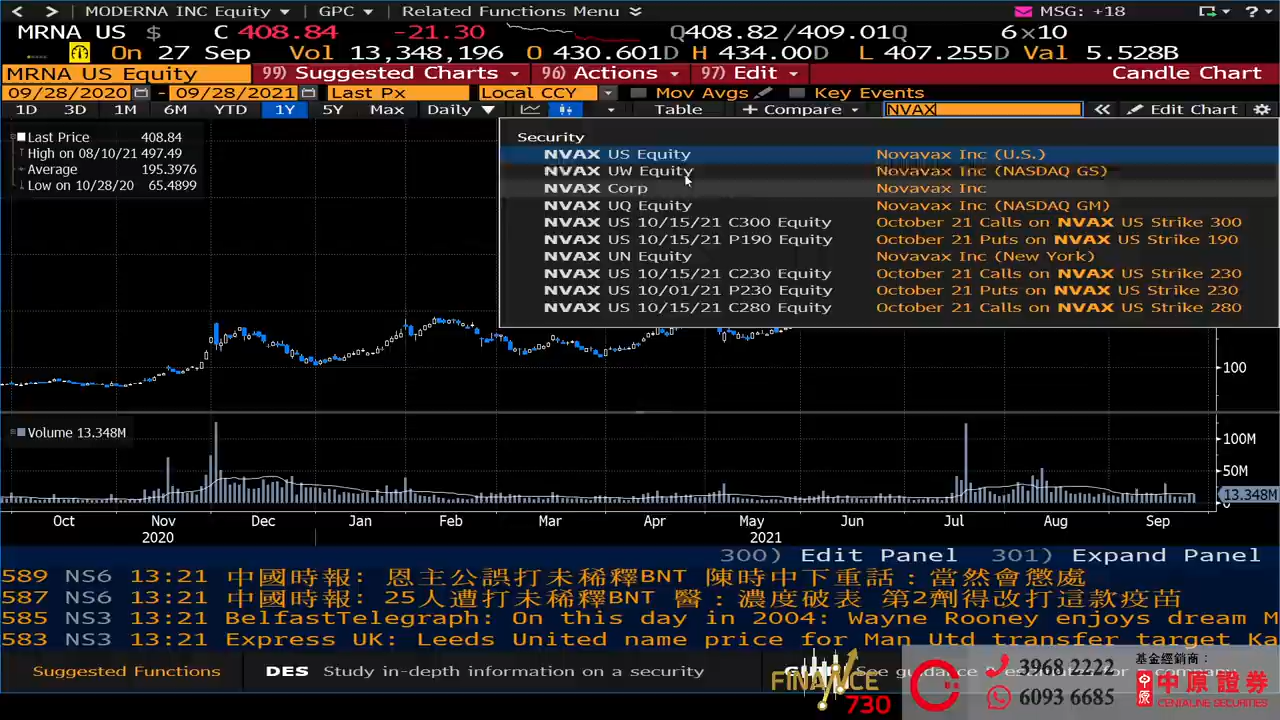 MODERNA INC Equity GPC Related Functions Menu MSG: +18 ?
MRNA US $ C 408.84 -21.30 Q408.82/409.01Q 6×10
On 27 Sep Vol 13,348,196 O 430.601D H 434.00D L 407.255D Val 5.528B
MRNA US Equity 99) Suggested Charts 96) Actions 97) Edit Candle Chart
09/28/2020 - 09/28/2021 Last Px Local CCY Mov Avgs Key Events
1D 3D 1M 6M YTD 1Y 5Y Max Daily Table + Compare NVAX Edit Chart
Last Price 408.84
High on 08/10/21 497.49
Average 195.3976
Low on 10/28/20 65.4899
Security
NVAX US Equity Novavax Inc (U.S.)
NVAX UW Equity Novavax Inc (NASDAQ GS)
NVAX Corp Novavax Inc
NVAX UQ Equity Novavax Inc (NASDAQ GM)
NVAX US 10/15/21 C300 Equity October 21 Calls on NVAX US Strike 300
NVAX US 10/15/21 P190 Equity October 21 Puts on NVAX US Strike 190
NVAX UN Equity Novavax Inc (New York)
NVAX US 10/15/21 C230 Equity October 21 Calls on NVAX US Strike 230
NVAX US 10/01/21 P230 Equity October 21 Puts on NVAX US Strike 230
NVAX US 10/15/21 C280 Equity October 21 Calls on NVAX US Strike 280
100
Volume 13.348M
100M
50M
13.348M
0
Oct Nov Dec Jan Feb Mar Apr May Jun Jul Aug Sep
2020 2021
300) Edit Panel 301) Expand Panel
589 NS6 13:21 中國時報: 恩主公誤打未稀釋BNT 陳時中下重話：當然會懲處
587 NS6 13:21 中國時報: 25人遭打未稀釋BNT 醫：濃度破表 第2劑得改打這款疫苗
585 NS3 13:21 BelfastTelegraph: On this day in 2004: Wayne Rooney enjoys dream M
583 NS3 13:21 Express UK: Leeds United name price for Man Utd transfer target Ka
Suggested Functions DES Study in-depth information on a security See guidance
FINANCE
730
3968 2222
6093 6685
基金經銷商：
中原證券
CENTALINE SECURITIES